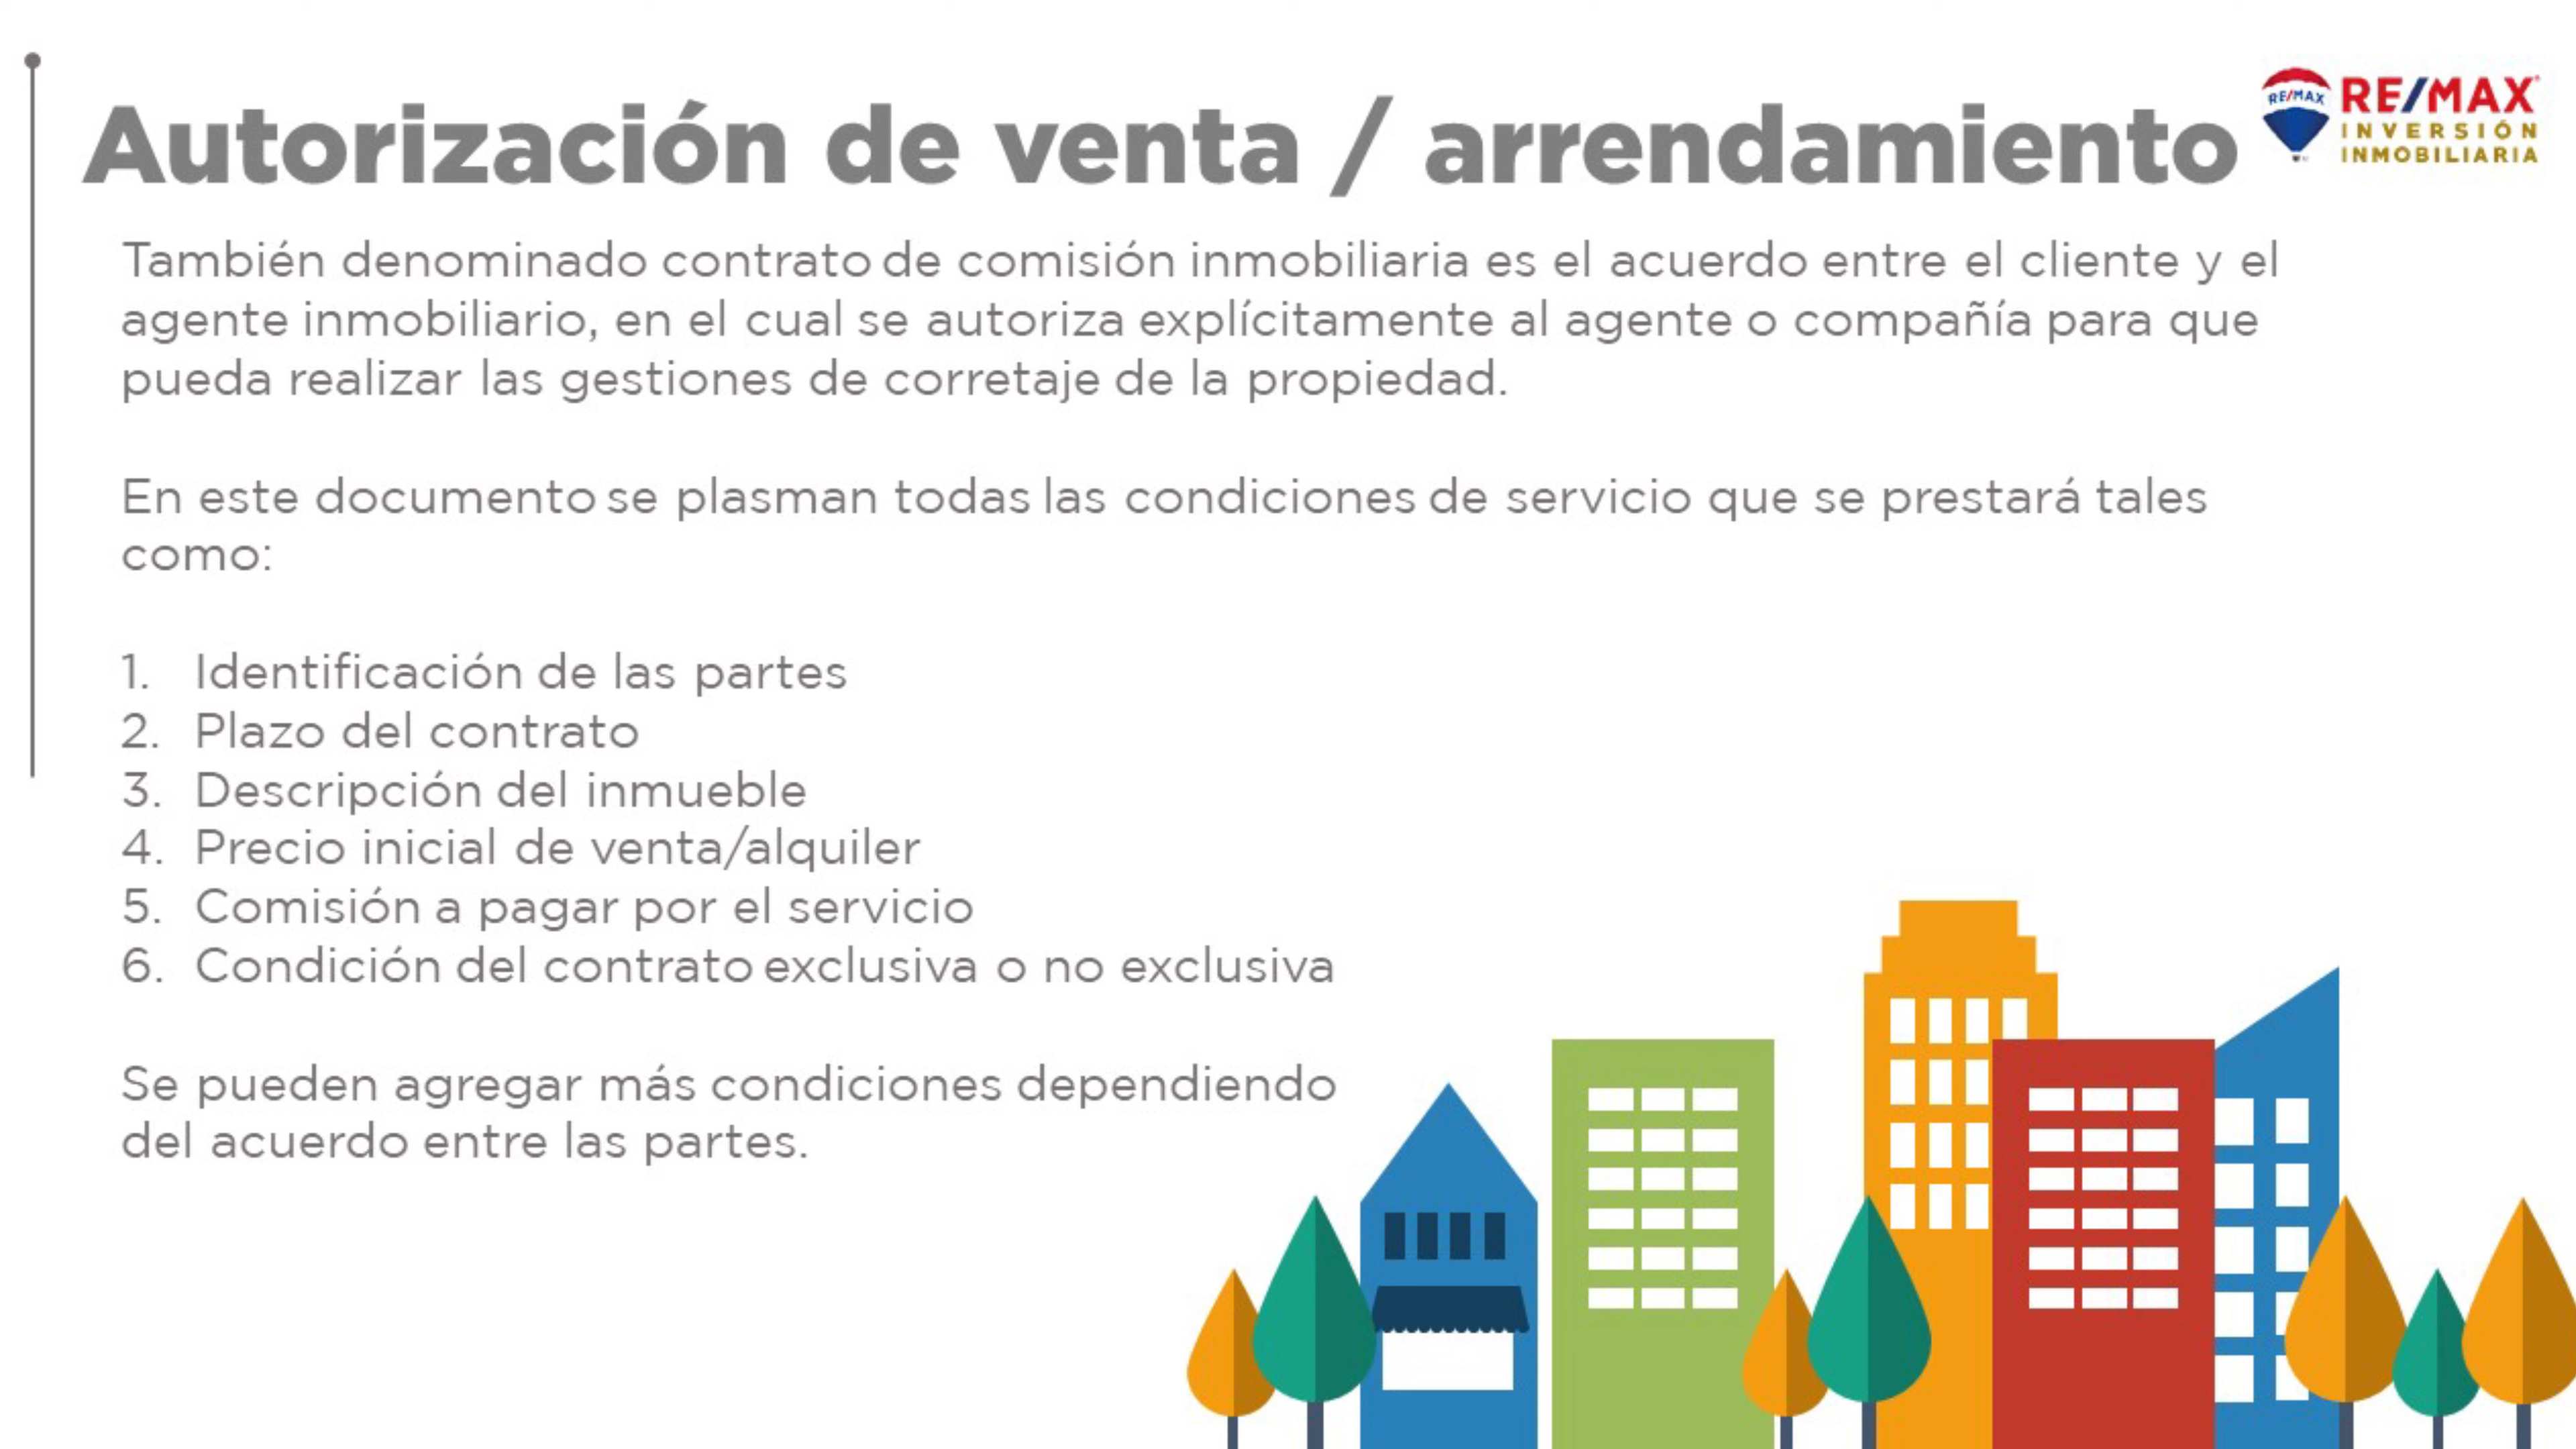 Autorización de venta / arrendamiento
RE/MAX
RE/MAX
INVERSIÓN
INMOBILIARIA
También denominado contrato de comisión inmobiliaria es el acuerdo entre el cliente y el
agente inmobiliario, en el cual se autoriza explícitamente al agente o compañía para que
pueda realizar las gestiones de corretaje de la propiedad.
En este documento se plasman todas las condiciones de servicio que se prestará tales
como:
1. Identificación de las partes
2. Plazo del contrato
3. Descripción del inmueble
4. Precio inicial de venta/alquiler
5. Comisión a pagar por el servicio
6. Condición del contrato exclusiva o no exclusiva
Se pueden agregar más condiciones dependiendo
del acuerdo entre las partes.